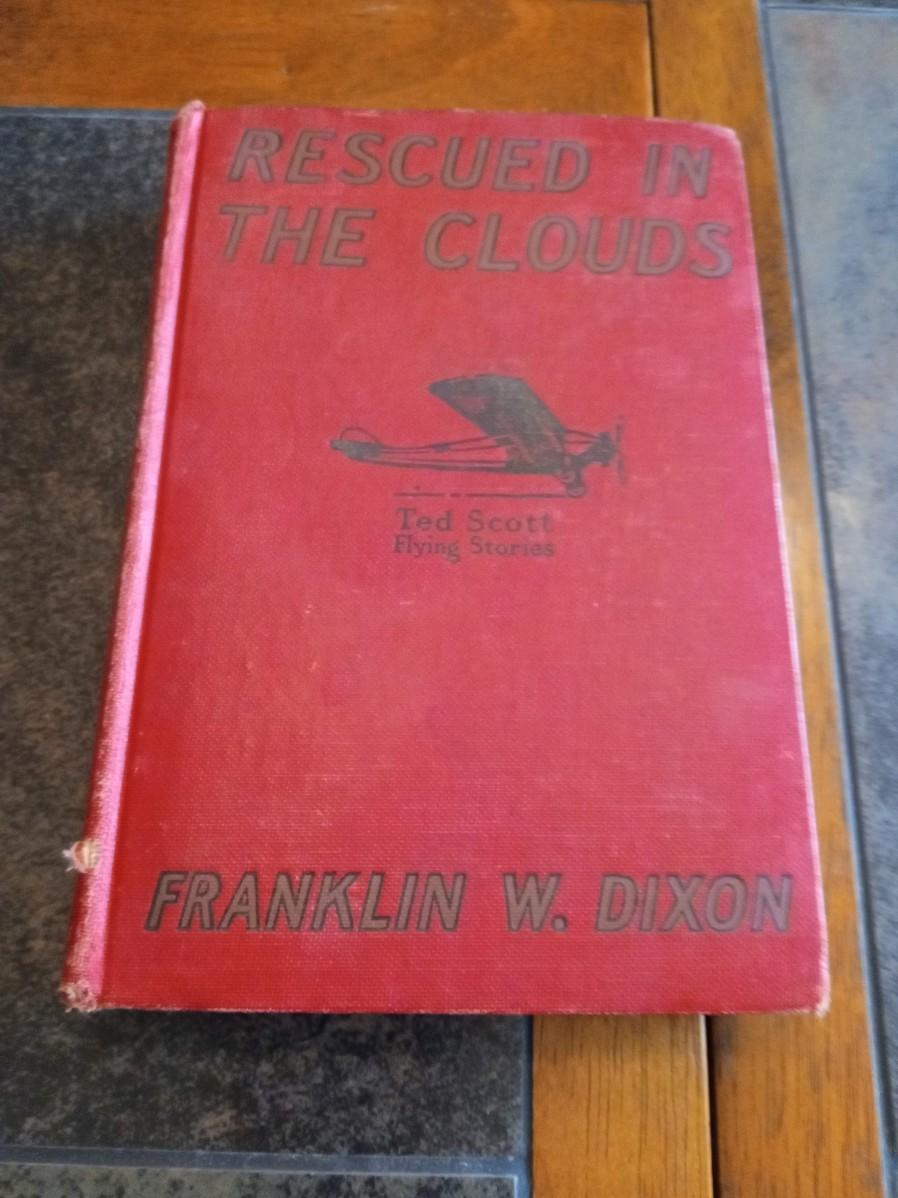 RESCUED IN
THE CLOUDS
Ted Scott
Flying Stories
FRANKLIN W. DIXON